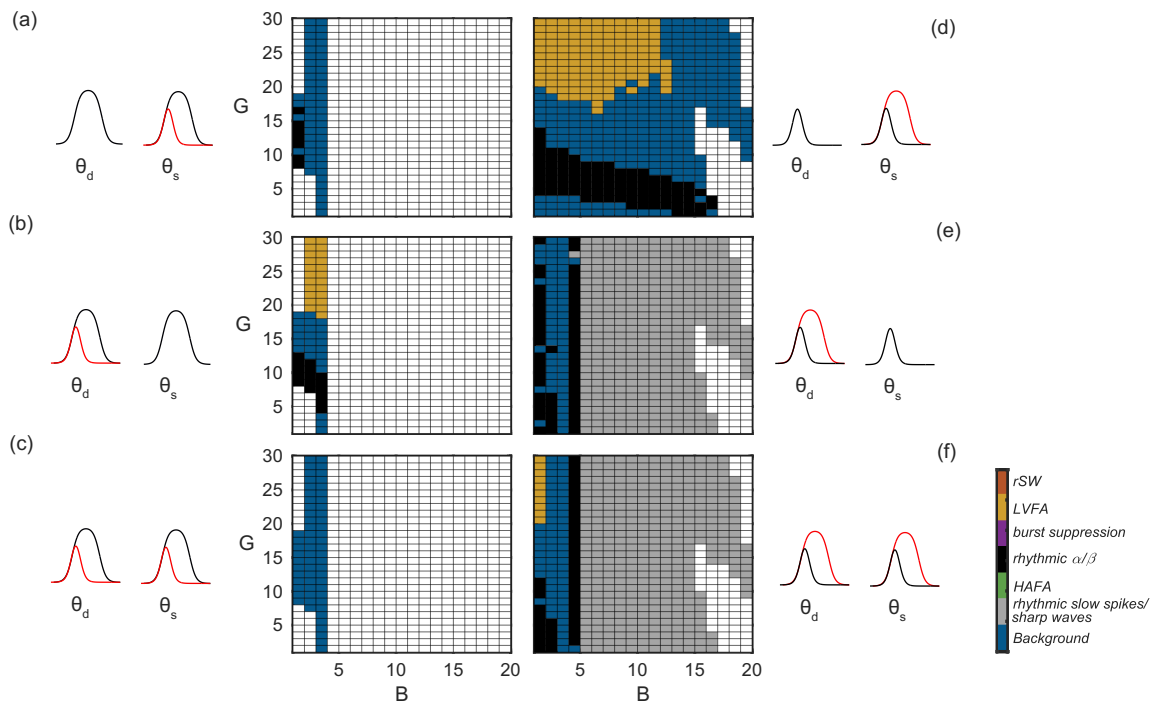 (a)
(d)
30
25
20
15
10
5
G
θd
θs
θd
θs
(b)
(e)
30
25
20
15
10
5
G
θd
θs
θd
θs
(c)
(f)
30
25
20
15
10
5
G
θd
θs
θd
θs
5 10 15 20
5 10 15 20
B
B
rSW
LVFA
burst suppression
rhythmic α/β
HAFA
rhythmic slow spikes/
sharp waves
Background